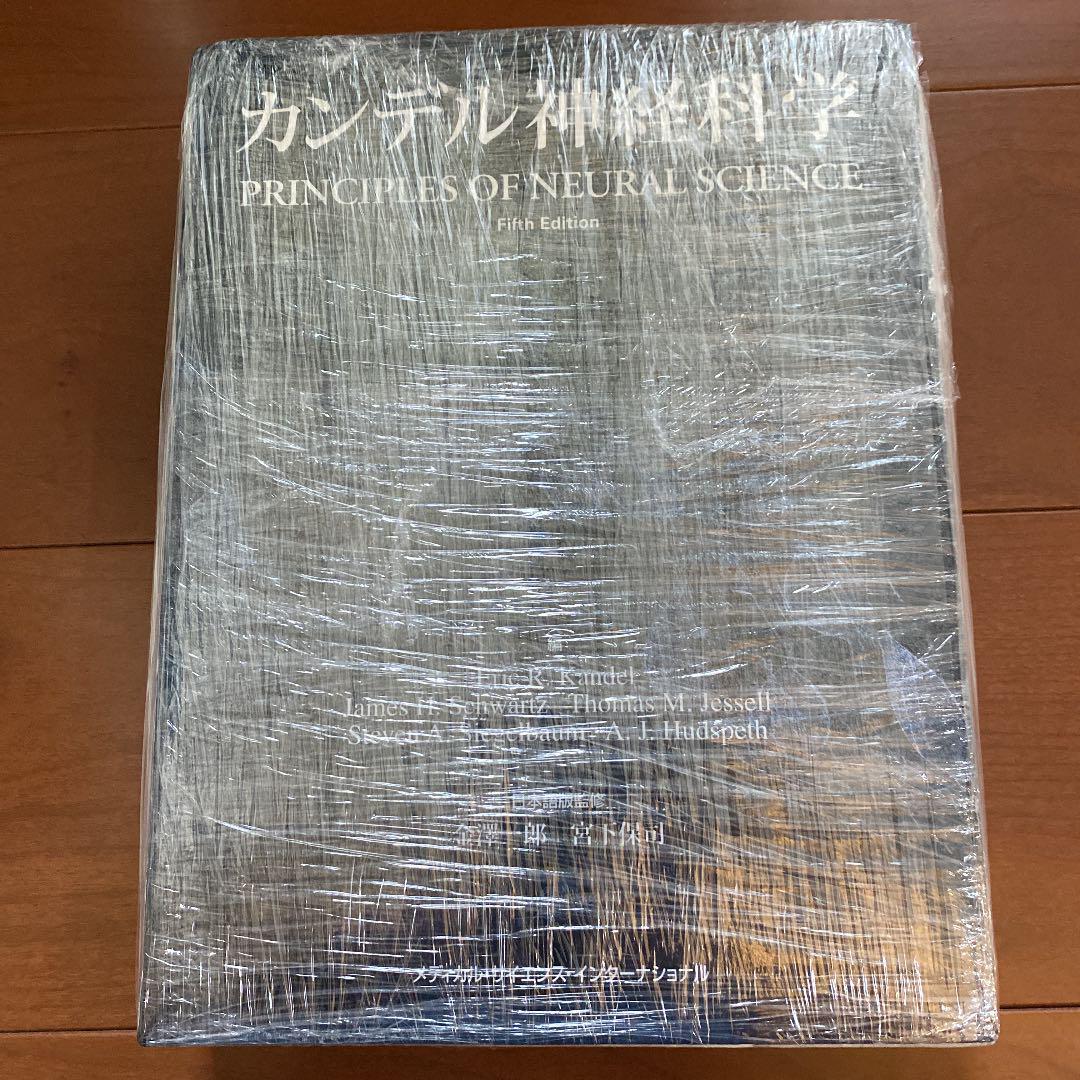 カンデル神経科学
PRINCIPLES OF NEURAL SCIENCE
Fifth Edition
編
Eric R. Kandel
James H. Schwartz Thomas M. Jessell
Steven A. Siegelbaum A. J. Hudspeth
日本語版監修
金澤一郎 宮下保司
メディカル・サイエンス・インターナショナル